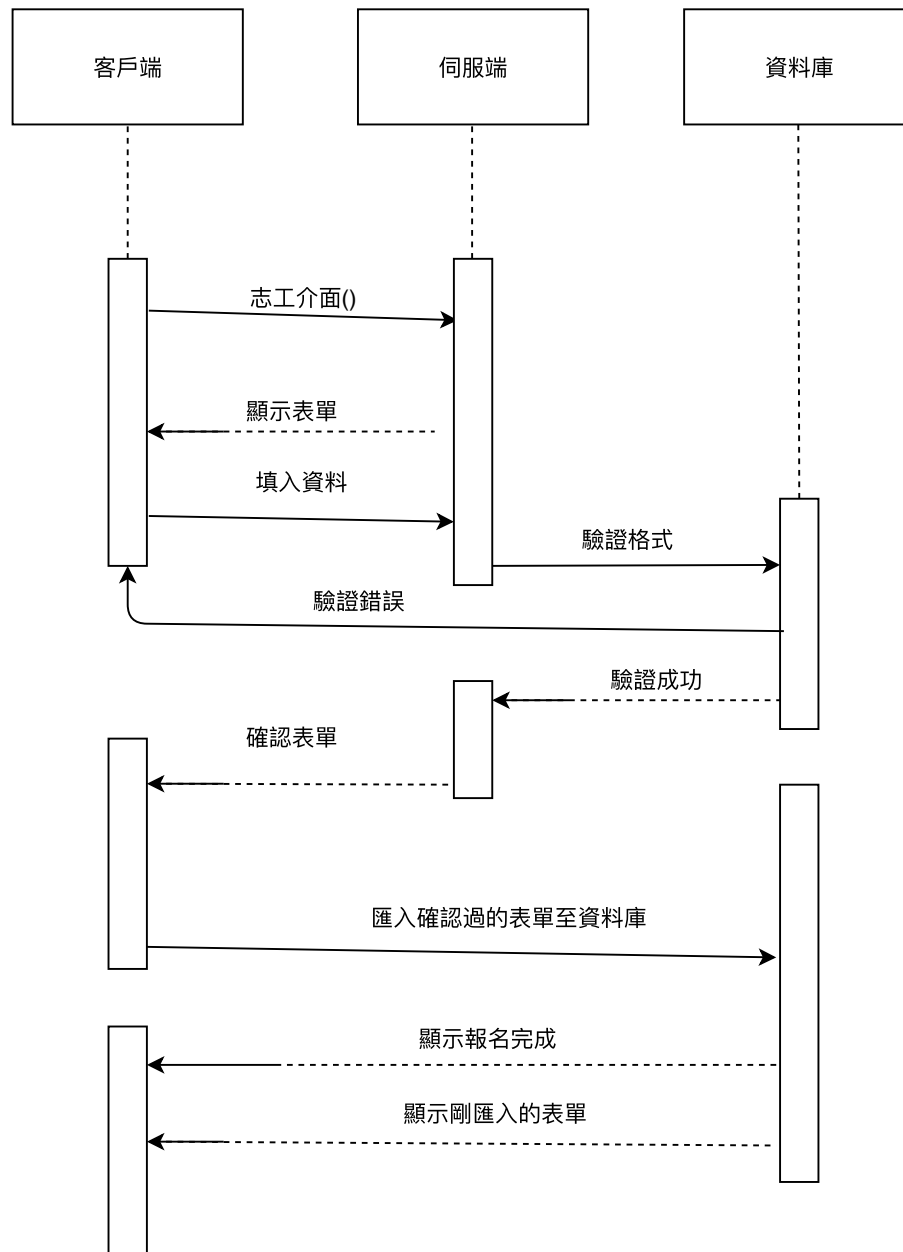 客戶端
伺服端
資料庫
志工介面()
顯示表單
填入資料
驗證格式
驗證錯誤
驗證成功
確認表單
匯入確認過的表單至資料庫
顯示報名完成
顯示剛匯入的表單